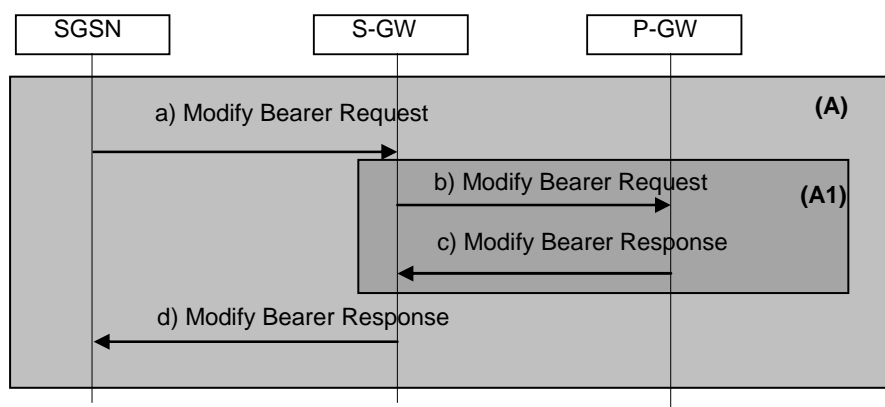 SGSN
S-GW
P-GW
(A)
a) Modify Bearer Request
b) Modify Bearer Request
(A1)
c) Modify Bearer Response
d) Modify Bearer Response